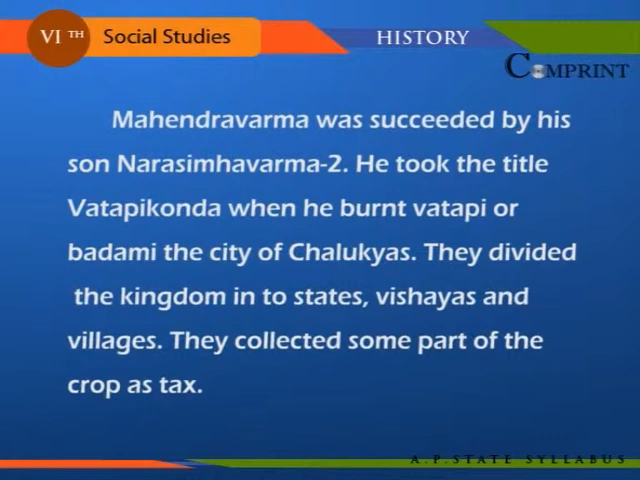 VI TH Social Studies HISTORY
COMPRINT
Mahendravarma was succeeded by his
son Narasimhavarma-2. He took the title
Vatapikonda when he burnt vatapi or
badami the city of Chalukyas. They divided
the kingdom in to states, vishayas and
villages. They collected some part of the
crop as tax.
A.P.STATE SYLLABUS